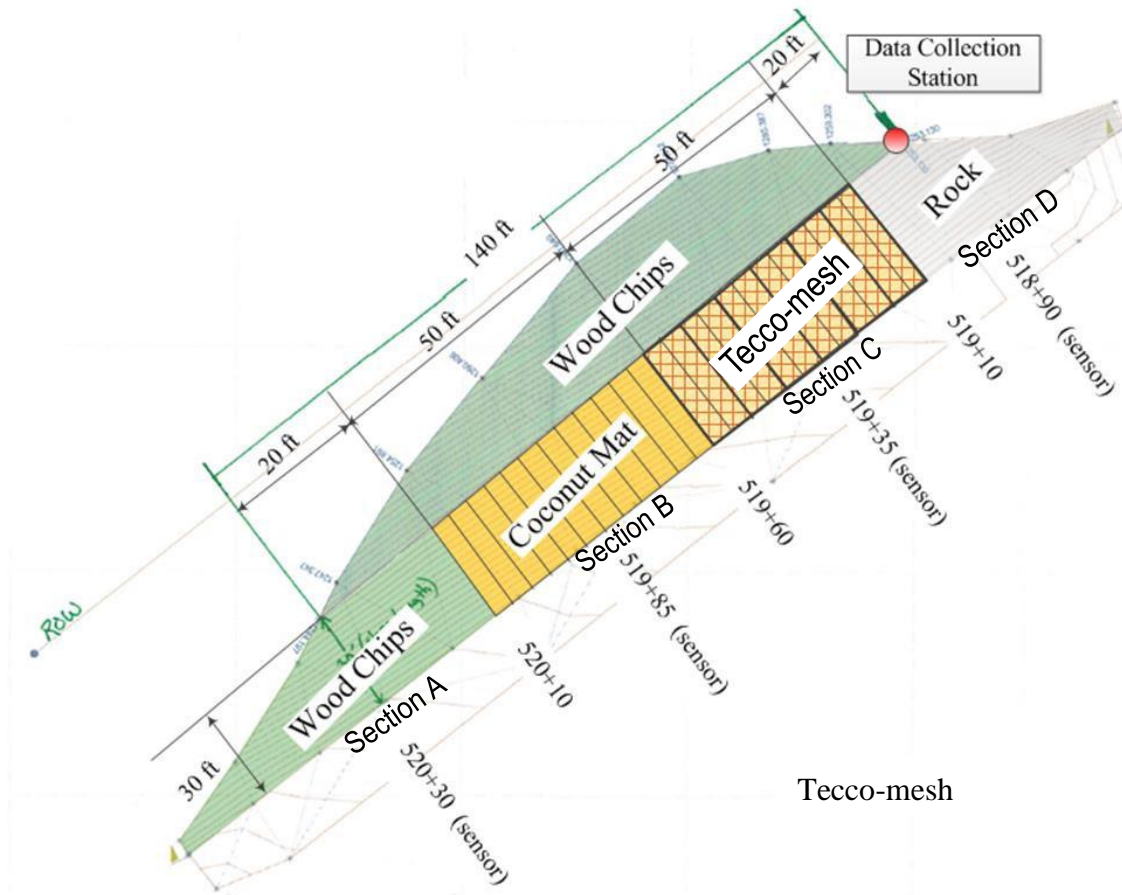 20 ft
Data Collection
Station
50 ft
140 ft
50 ft
20 ft
Rock
Section D
Wood Chips
Tecco-mesh
Section C
518+90 (sensor)
519+10
519+35 (sensor)
Coconut Mat
Section B
519+60
519+85 (sensor)
ROW
Wood Chips
Section A
520+10
30 ft
520+30 (sensor)
Tecco-mesh